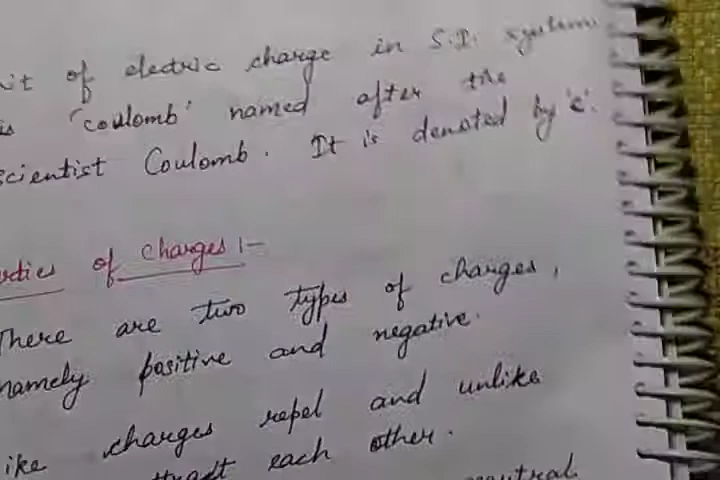 of electric charge in S.I. system
'coulomb' named after the
scientist Coulomb. It is denoted by 'c'.
of charges :-
There are two types of charges,
namely positive and negative.
charges repel and unlike
each other.
neutral